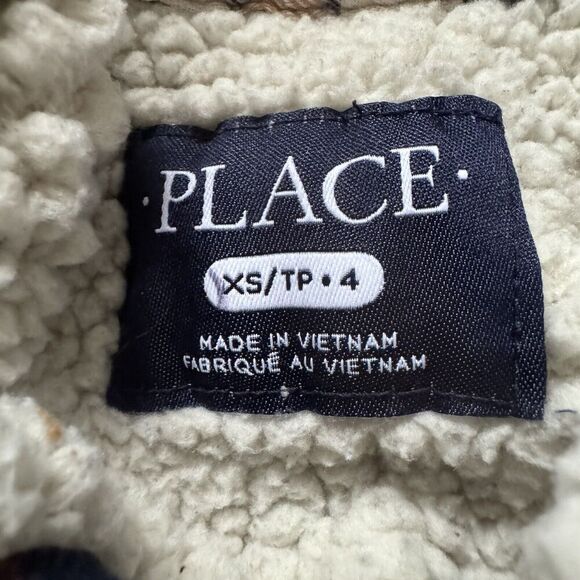 ·PLACE·
XS/TP • 4
MADE IN VIETNAM
FABRIQUÉ AU VIETNAM